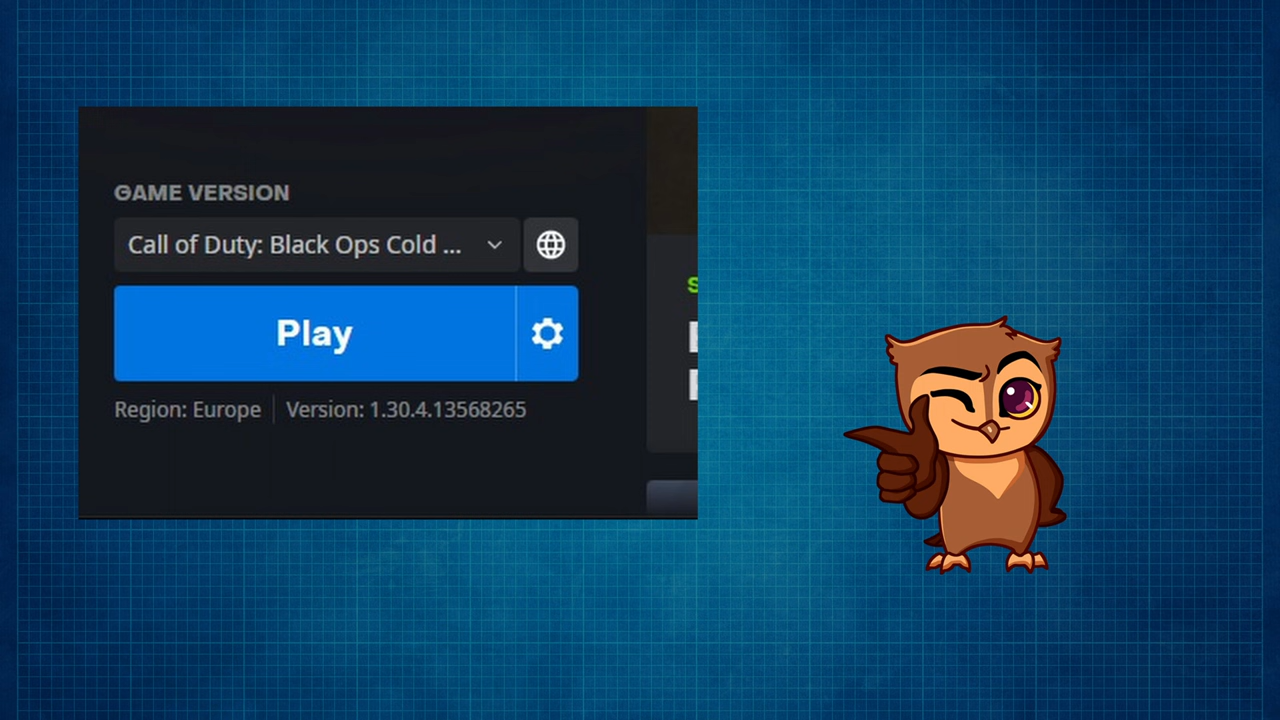 GAME VERSION
Call of Duty: Black Ops Cold ...
Play
Region: Europe
Version: 1.30.4.13568265